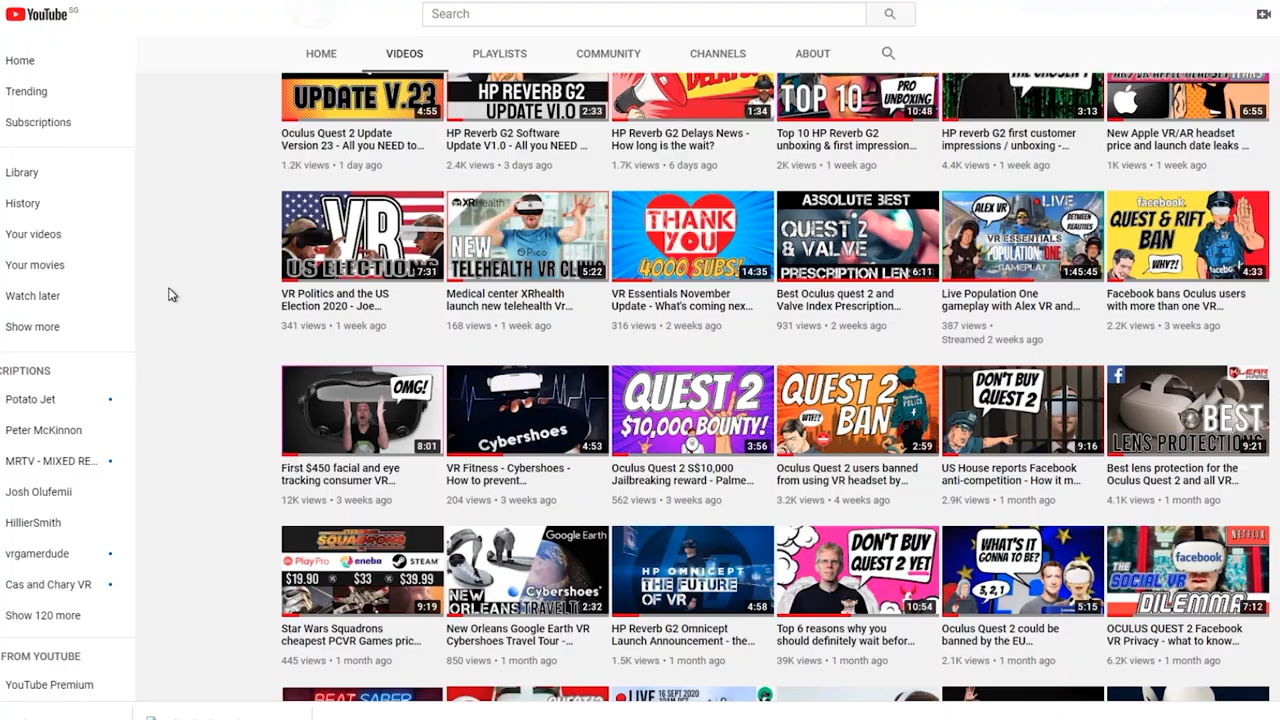 YouTube SG
Search
Home
Trending
Subscriptions
Library
History
Your videos
Your movies
Watch later
Show more
CRIPTIONS
Potato Jet
Peter McKinnon
MRTV - MIXED RE...
Josh Olufemii
HillierSmith
vrgamerdude
Cas and Chary VR
Show 120 more
FROM YOUTUBE
YouTube Premium
HOME VIDEOS PLAYLISTS COMMUNITY CHANNELS ABOUT
UPDATE V.23
4:55
HP REVERB G2
UPDATE V1.0
2:33
DELAYS
1:34
TOP 10
PRO
UNBOXING
10:48
3:13
6:55
Oculus Quest 2 Update
Version 23 - All you NEED to...
1.2K views • 1 day ago
HP Reverb G2 Software
Update V1.0 - All you NEED ...
2.4K views • 3 days ago
HP Reverb G2 Delays News -
How long is the wait?
1.7K views • 6 days ago
Top 10 HP Reverb G2
unboxing & first impression...
2K views • 1 week ago
HP reverb G2 first customer
impressions / unboxing -...
4.4K views • 1 week ago
New Apple VR/AR headset
price and launch date leaks ...
1K views • 1 week ago
VR
US ELECTION
7:31
XRHealth
Pico
NEW
TELEHEALTH VR CL
5:22
THANK
YOU
4000 SUBS!
14:35
ABSOLUTE BEST
QUEST 2
& VALVE
PRESCRIPTION LEN
6:11
ALEX VR
LIVE
BETWEEN
REALITIES
VR ESSENTIALS
POPULATION: ONE
GAMEPLAY
1:45:45
facebook
QUEST & RIFT
BAN
WHY?!
facebo
4:33
VR Politics and the US
Election 2020 - Joe...
341 views • 1 week ago
Medical center XRhealth
launch new telehealth Vr...
168 views • 1 week ago
VR Essentials November
Update - What's coming nex...
316 views • 2 weeks ago
Best Oculus quest 2 and
Valve Index Prescription...
931 views • 2 weeks ago
Live Population One
gameplay with Alex VR and...
387 views •
Streamed 2 weeks ago
Facebook bans Oculus users
with more than one VR...
2.2K views • 3 weeks ago
OMG!
8:01
Cybershoes
4:53
QUEST 2
$10,000 BOUNTY!
3:56
QUEST 2
BAN
WTF!?
POLICE
2:59
DON'T BUY
QUEST 2
9:16
BEST
LENS PROTECTION
9:21
First $450 facial and eye
tracking consumer VR...
12K views • 3 weeks ago
VR Fitness - Cybershoes -
How to prevent...
204 views • 3 weeks ago
Oculus Quest 2 S$10,000
Jailbreaking reward - Palme...
562 views • 3 weeks ago
Oculus Quest 2 users banned
from using VR headset by...
3.2K views • 4 weeks ago
US House reports Facebook
anti-competition - How it m...
2.9K views • 1 month ago
Best lens protection for the
Oculus Quest 2 and all VR...
4.1K views • 1 month ago
SQUADRONS
PlayPro eneba STEAM
$19.90 $33 $39.99
9:19
Google Earth
Cybershoes
NEW
ORLEANS TRAVEL T
2:32
HP OMNICEPT
THE FUTURE
OF VR
4:58
DON'T BUY
QUEST 2 YET
10:54
WHAT'S IT
GONNA TO BE?
3, 2, 1
5:15
NETFLIX
facebook
THE SOCIAL VR
DILEMMA
7:12
Star Wars Squadrons
cheapest PCVR Games pric...
445 views • 1 month ago
New Orleans Google Earth VR
Cybershoes Travel Tour -...
850 views • 1 month ago
HP Reverb G2 Omnicept
Launch Announcement - the...
1.5K views • 1 month ago
Top 6 reasons why you
should definitely wait befor...
39K views • 1 month ago
Oculus Quest 2 could be
banned by the EU...
2.1K views • 1 month ago
OCULUS QUEST 2 Facebook
VR Privacy - what to know...
6.2K views • 1 month ago
BEAT SABER
LIVE 16 SEPT 2020